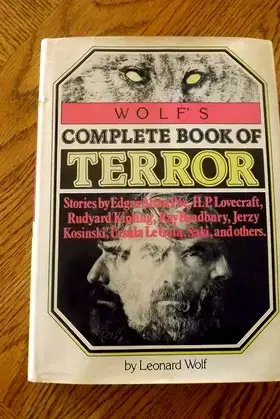 WOLF'S
COMPLETE BOOK OF
TERROR
Stories by Edgar Allan Poe, H.P. Lovecraft,
Rudyard Kipling, Ray Bradbury, Jerzy
Kosinski, Ursula Le Guin, Saki, and others.
by Leonard Wolf